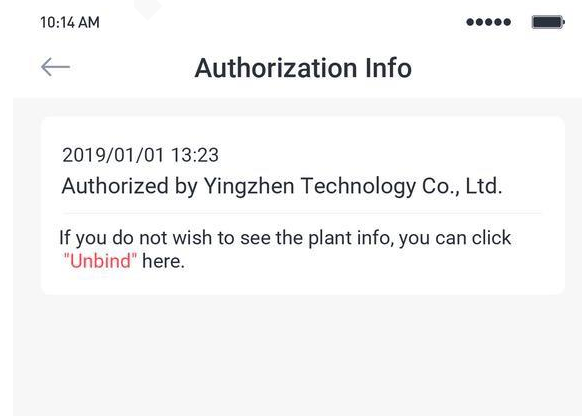 10:14 AM
Authorization Info
2019/01/01 13:23
Authorized by Yingzhen Technology Co., Ltd.
If you do not wish to see the plant info, you can click
"Unbind" here.